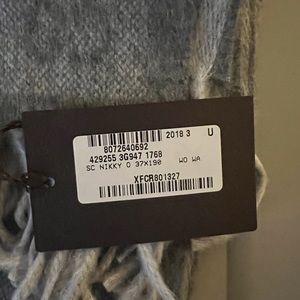 2018 3 U
8072640692
429255 3G947 1768
SC NIKKY O 37X190 WO WA
XFCR801327